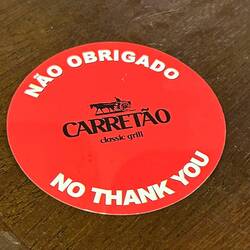 NÃO OBRIGADO
CARRETÃO
classic grill
NO THANK YOU